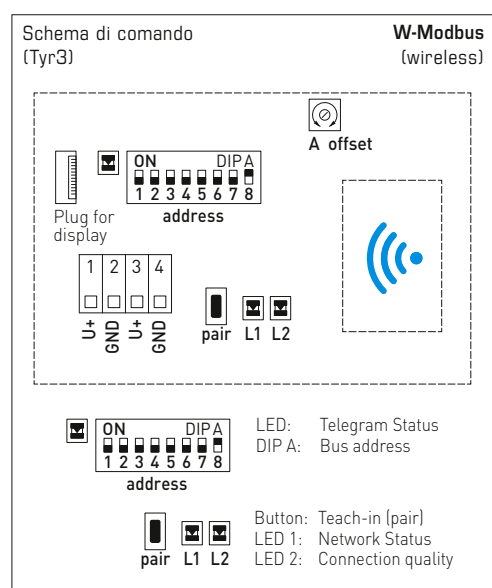 Schema di comando W-Modbus
(Tyr3) (wireless)
A offset
ON DIP A
1 2 3 4 5 6 7 8
address
Plug for
display
1 2 3 4
U+ GND U+ GND
pair L1 L2
ON DIP A
1 2 3 4 5 6 7 8
address
LED: Telegram Status
DIP A: Bus address
pair L1 L2
Button: Teach-in (pair)
LED 1: Network Status
LED 2: Connection quality